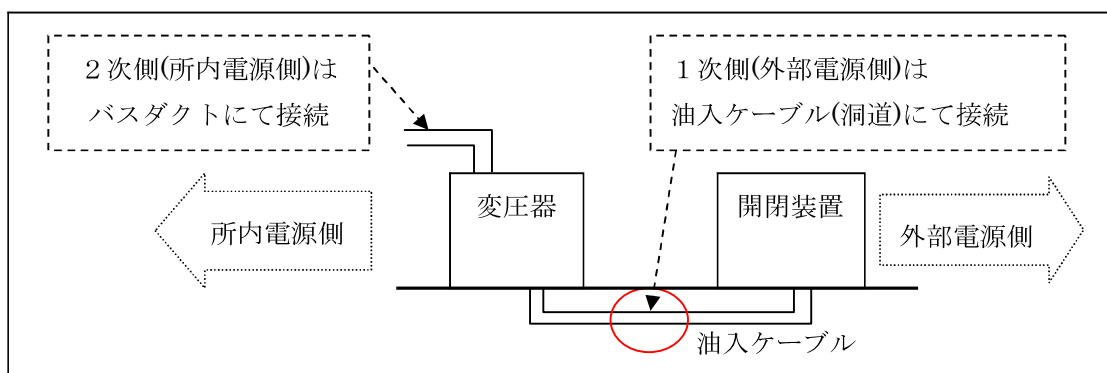 2次側(所内電源側)は
バスダクトにて接続
1次側(外部電源側)は
油入ケーブル(洞道)にて接続
変圧器
開閉装置
所内電源側
外部電源側
油入ケーブル